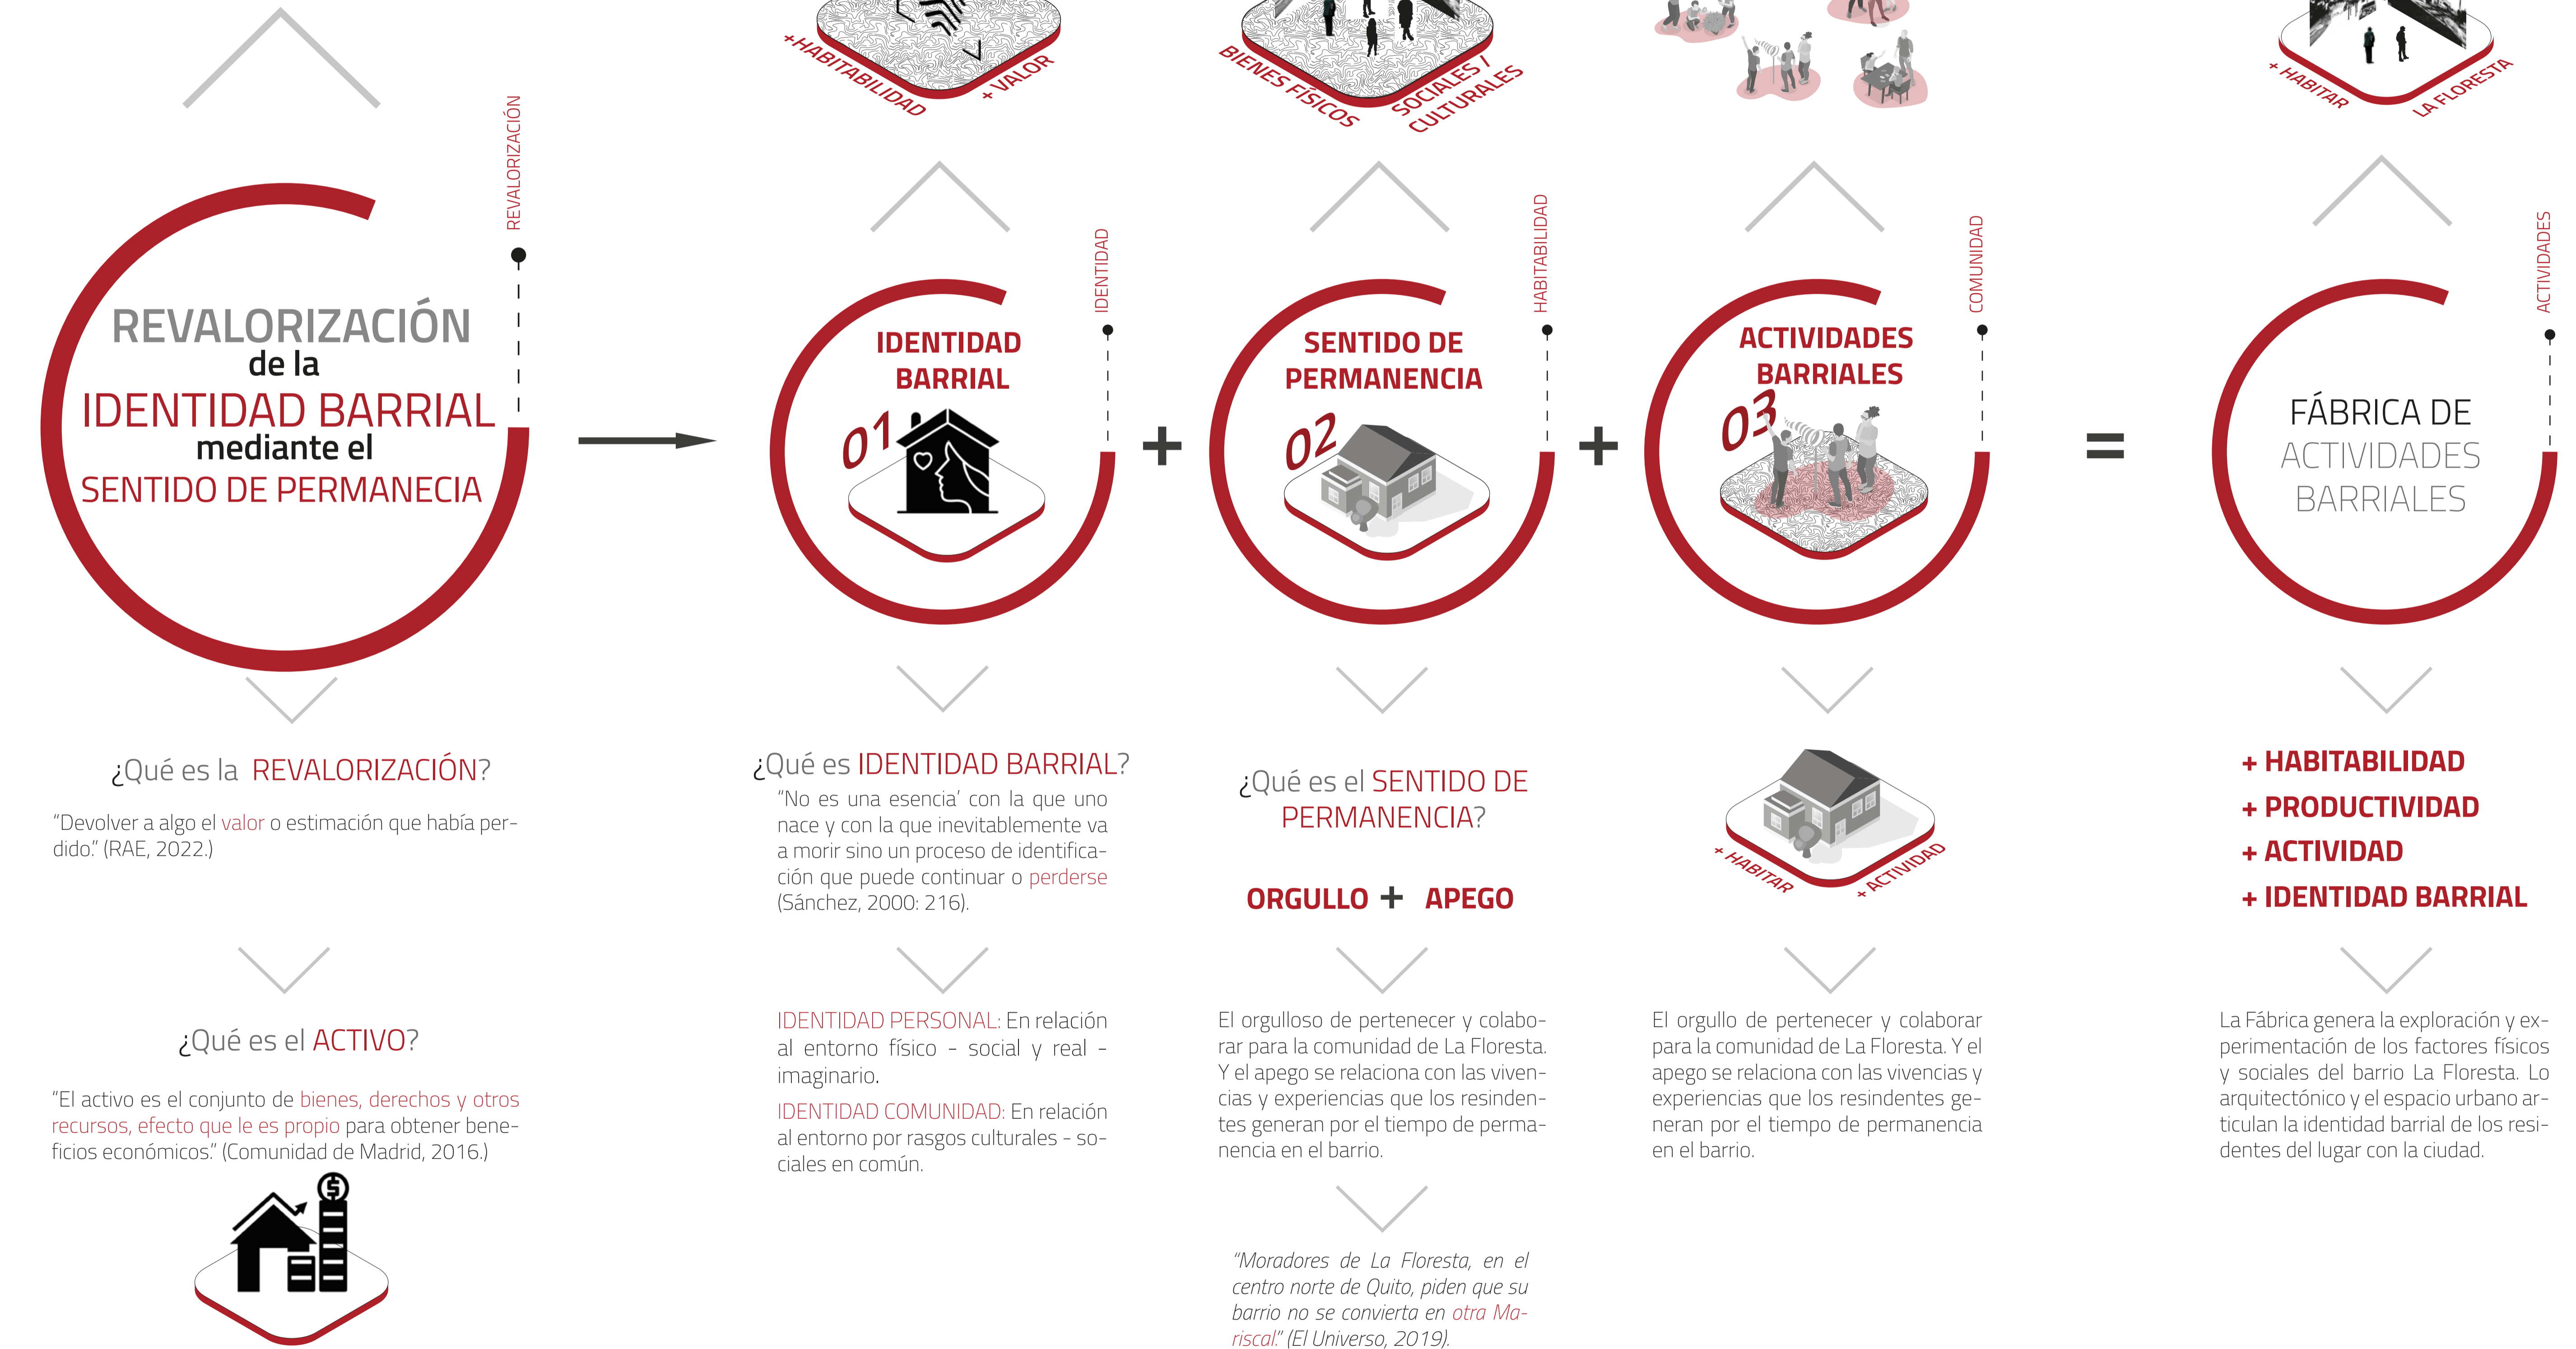 +HABITABILIDAD
+ VALOR
BIENES FÍSICOS
SOCIALES /
CULTURALES
+ HABITAR
LA FLORESTA
REVALORIZACIÓN
REVALORIZACIÓN
de la
IDENTIDAD BARRIAL
mediante el
SENTIDO DE PERMANECIA
IDENTIDAD
IDENTIDAD
BARRIAL
01
+
HABITABILIDAD
SENTIDO DE
PERMANENCIA
02
+
COMUNIDAD
ACTIVIDADES
BARRIALES
03
=
ACTIVIDADES
FÁBRICA DE
ACTIVIDADES
BARRIALES
¿Qué es la REVALORIZACIÓN?
"Devolver a algo el valor o estimación que había per-
dido." (RAE, 2022.)
¿Qué es el ACTIVO?
"El activo es el conjunto de bienes, derechos y otros
recursos, efecto que le es propio para obtener bene-
ficios económicos." (Comunidad de Madrid, 2016.)
$
¿Qué es IDENTIDAD BARRIAL?
"No es una esencia' con la que uno
nace y con la que inevitablemente va
a morir sino un proceso de identifica-
ción que puede continuar o perderse
(Sánchez, 2000: 216).
IDENTIDAD PERSONAL: En relación
al entorno físico - social y real -
imaginario.
IDENTIDAD COMUNIDAD: En relación
al entorno por rasgos culturales - so-
ciales en común.
¿Qué es el SENTIDO DE
PERMANENCIA?
ORGULLO + APEGO
El orgulloso de pertenecer y colabo-
rar para la comunidad de La Floresta.
Y el apego se relaciona con las viven-
cias y experiencias que los resinden-
tes generan por el tiempo de perma-
nencia en el barrio.
"Moradores de La Floresta, en el
centro norte de Quito, piden que su
barrio no se convierta en otra Ma-
riscal." (El Universo, 2019).
+ HABITAR
+ ACTIVIDAD
El orgullo de pertenecer y colaborar
para la comunidad de La Floresta. Y el
apego se relaciona con las vivencias y
experiencias que los resindentes ge-
neran por el tiempo de permanencia
en el barrio.
+ HABITABILIDAD
+ PRODUCTIVIDAD
+ ACTIVIDAD
+ IDENTIDAD BARRIAL
La Fábrica genera la exploración y ex-
perimentación de los factores físicos
y sociales del barrio La Floresta. Lo
arquitectónico y el espacio urbano ar-
ticulan la identidad barrial de los resi-
dentes del lugar con la ciudad.